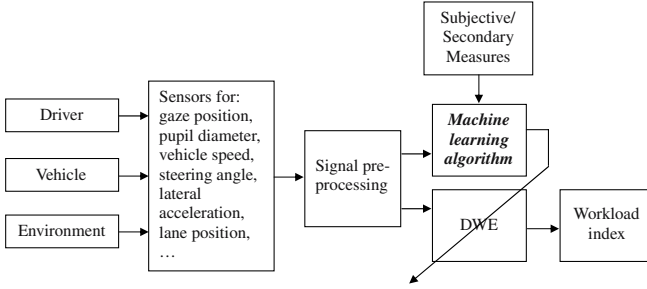 Subjective/
Secondary
Measures
Driver
Vehicle
Environment
Sensors for:
gaze position,
pupil diameter,
vehicle speed,
steering angle,
lateral
acceleration,
lane position,
…
Signal pre-
processing
Machine
learning
algorithm
DWE
Workload
index